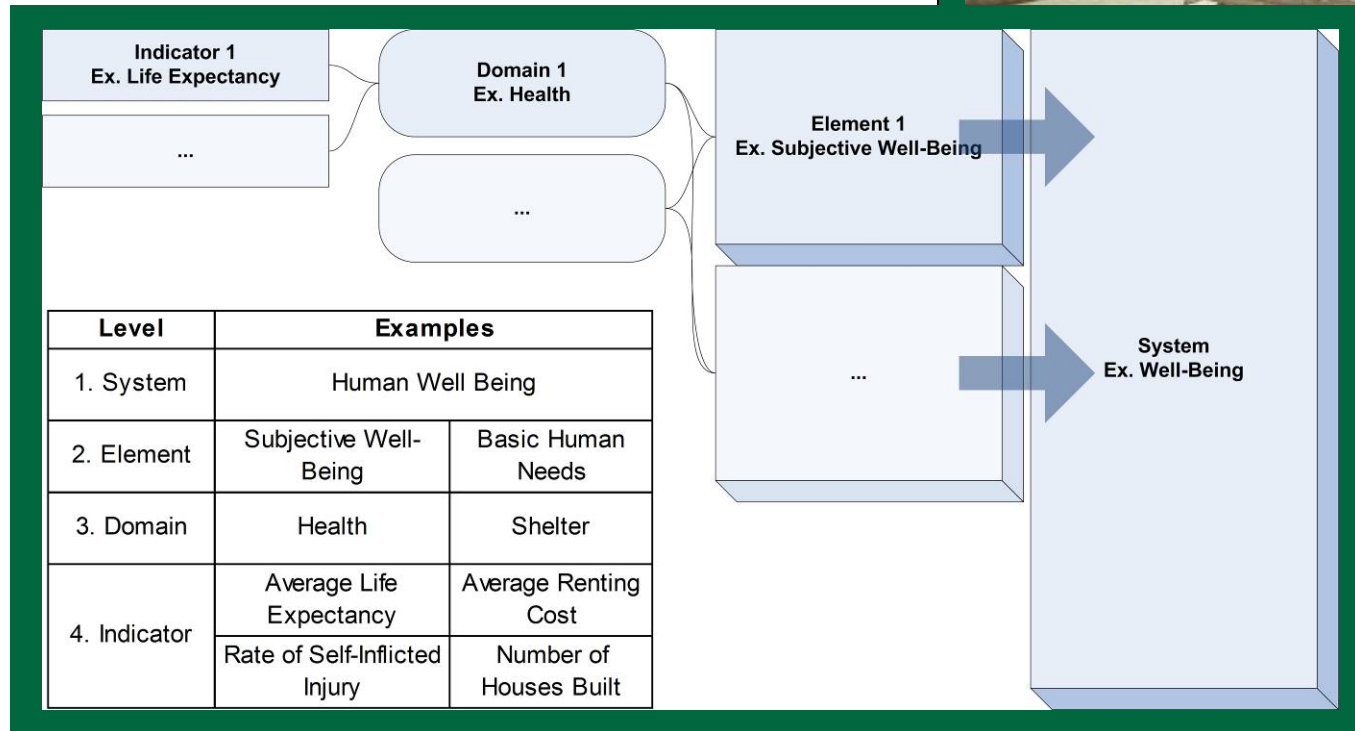 Indicator 1
Ex. Life Expectancy
...
Domain 1
Ex. Health
...
Element 1
Ex. Subjective Well-Being
...
System
Ex. Well-Being
Level Examples
1. System Human Well Being
2. Element Subjective Well- Basic Human
Being Needs
3. Domain Health Shelter
4. Indicator Average Life Average Renting
Expectancy Cost
Rate of Self-Inflicted Number of
Injury Houses Built